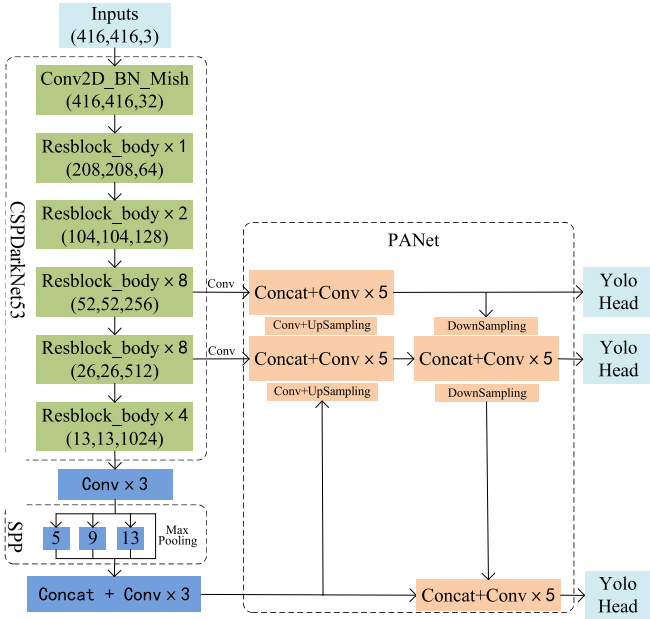 Inputs
(416,416,3)
CSPDarkNet53
Conv2D_BN_Mish
(416,416,32)
Resblock_body×1
(208,208,64)
Resblock_body×2
(104,104,128)
Resblock_body×8
(52,52,256)
Resblock_body×8
(26,26,512)
Resblock_body×4
(13,13,1024)
Conv×3
SPP
5
9
13
Max
Pooling
Concat + Conv×3
Conv
Conv
PANet
Concat+Conv×5
Conv+UpSampling
DownSampling
Concat+Conv×5
Concat+Conv×5
Conv+UpSampling
DownSampling
Concat+Conv×5
Yolo
Head
Yolo
Head
Yolo
Head